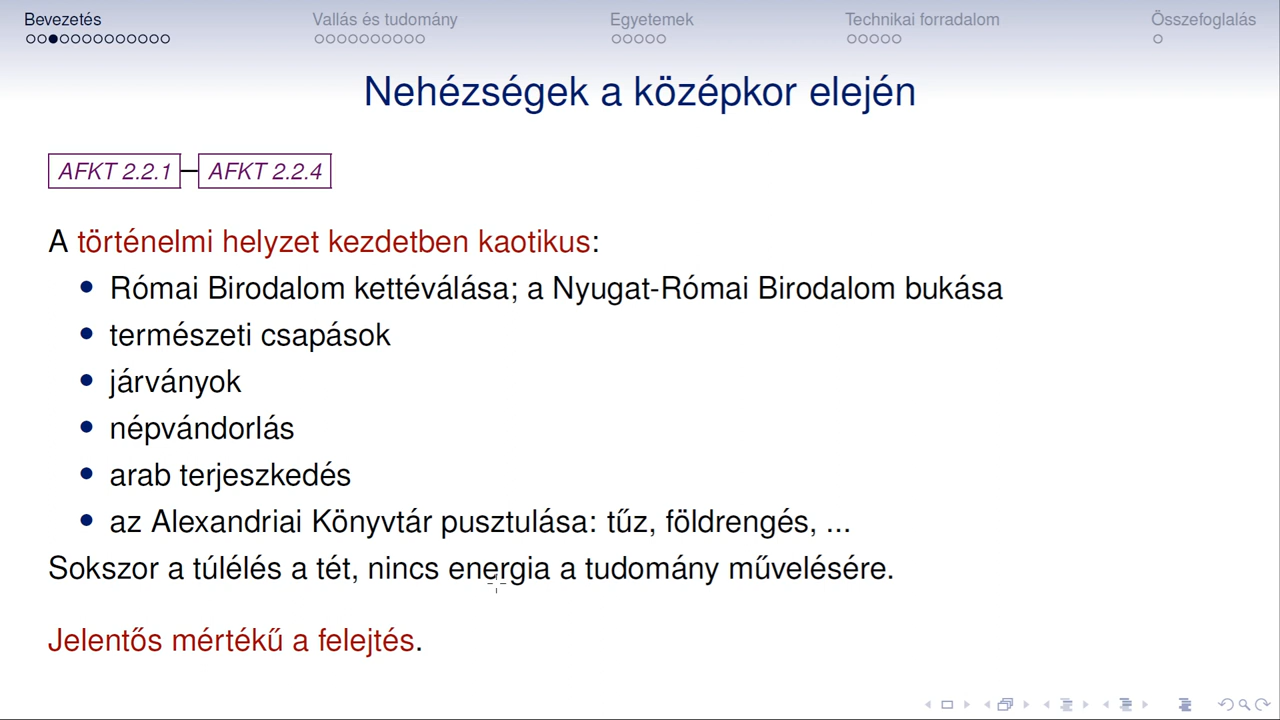 Bevezetés Vallás és tudomány Egyetemek Technikai forradalom Összefoglalás
Nehézségek a középkor elején
AFKT 2.2.1 – AFKT 2.2.4
A történelmi helyzet kezdetben kaotikus:
• Római Birodalom kettéválása; a Nyugat-Római Birodalom bukása
• természeti csapások
• járványok
• népvándorlás
• arab terjeszkedés
• az Alexandriai Könyvtár pusztulása: tűz, földrengés, ...
Sokszor a túlélés a tét, nincs energia a tudomány művelésére.
Jelentős mértékű a felejtés.